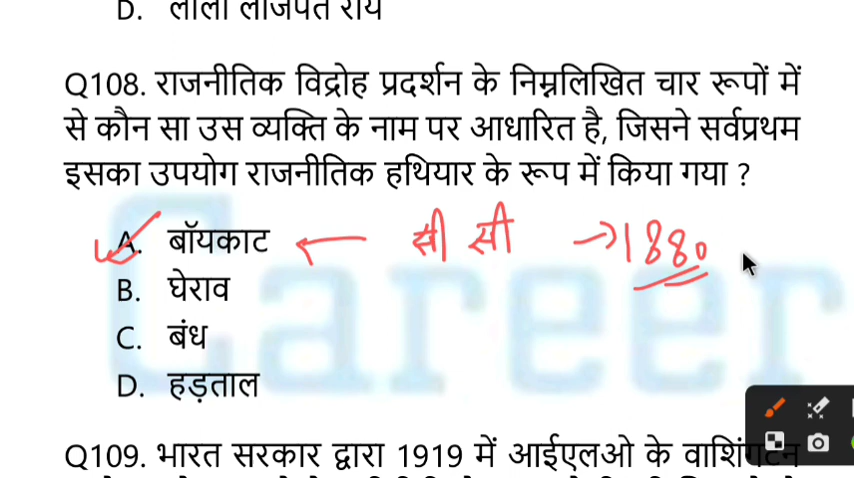 D. लाला लाजपत राय
Q108. राजनीतिक विद्रोह प्रदर्शन के निम्नलिखित चार रूपों में
से कौन सा उस व्यक्ति के नाम पर आधारित है, जिसने सर्वप्रथम
इसका उपयोग राजनीतिक हथियार के रूप में किया गया ?
A. बॉयकाट ← सी सी → 1880
B. घेराव
C. बंध
D. हड़ताल
Career
Q109. भारत सरकार द्वारा 1919 में आईएलओ के वाशिंगटन